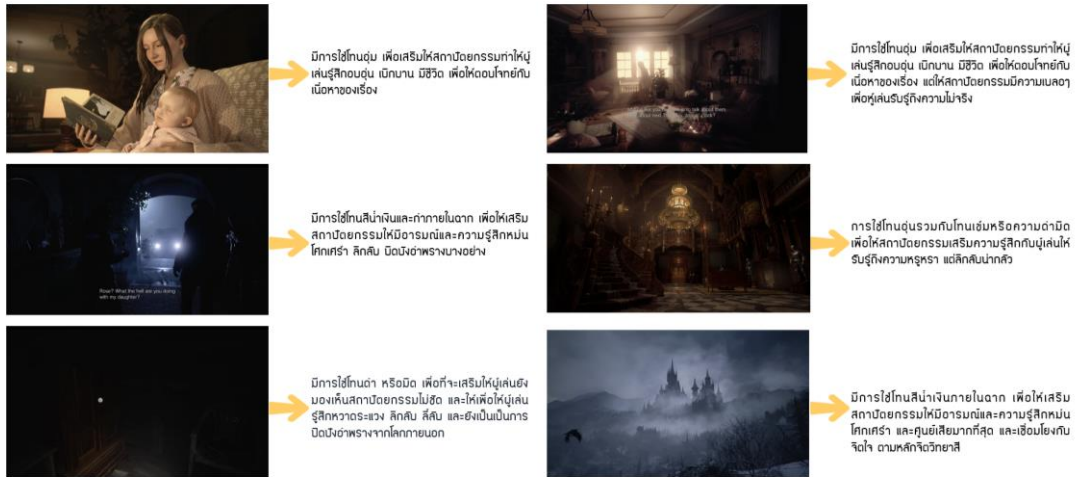 มีการใช้โทนอุ่น เพื่อเสริมให้สถาปัตยกรรมทำให้ผู้
เล่นรู้สึกอบอุ่น เบิกบาน มีชีวิต เพื่อให้ตอบโจทย์กับ
เนื้อหาของเรื่อง
มีการใช้โทนอุ่ม เพื่อเสริมให้สถาปัตยกรรมทำให้ผู้
เล่นรู้สึกอบอุ่น เบิกบาน มีชีวิต เพื่อให้ตอบโจทย์กับ
เนื้อหาของเรื่อง แต่ให้สถาปัตยกรรมมีความเบลอๆ
เพื่อผู้เล่นรับรู้ถึงความไม่จริง
Rose? What the hell are you doing
with my daughter?
มีการใช้โทนสีน้ำเงินและดำภายในฉาก เพื่อให้เสริม
สถาปัตยกรรมให้มีอารมณ์และความรู้สึกหม่น
โศกเศร้า ลึกลับ ปิดบังอำพรางบางอย่าง
การใช้โทนอุ่นรวมกับโทนเข้มหรือความดำมืด
เพื่อให้สถาปัตยกรรมเสริมความรู้สึกกับผู้เล่นให้
รับรู้ถึงความหรูหรา แต่ลึกลับน่ากลัว
มีการใช้โทนดำ หรือมืด เพื่อที่จะเสริมให้ผู้เล่นยัง
มองเห็นสถาปัตยกรรมไม่ชัด และให้เพื่อให้ผู้เล่น
รู้สึกหวาดระแวง ลึกลับ ลี้ลับ และยังเป็นเป็นการ
ปิดบังอำพรางจากโลกภายนอก
มีการใช้โทนสีน้ำเงินภายในฉาก เพื่อให้เสริม
สถาปัตยกรรมให้มีอารมณ์และความรู้สึกหม่น
โศกเศร้า และศูนย์เสียมากที่สุด และเชื่อมโยงกับ
จิตใจ ตามหลักจิตวิทยาสี